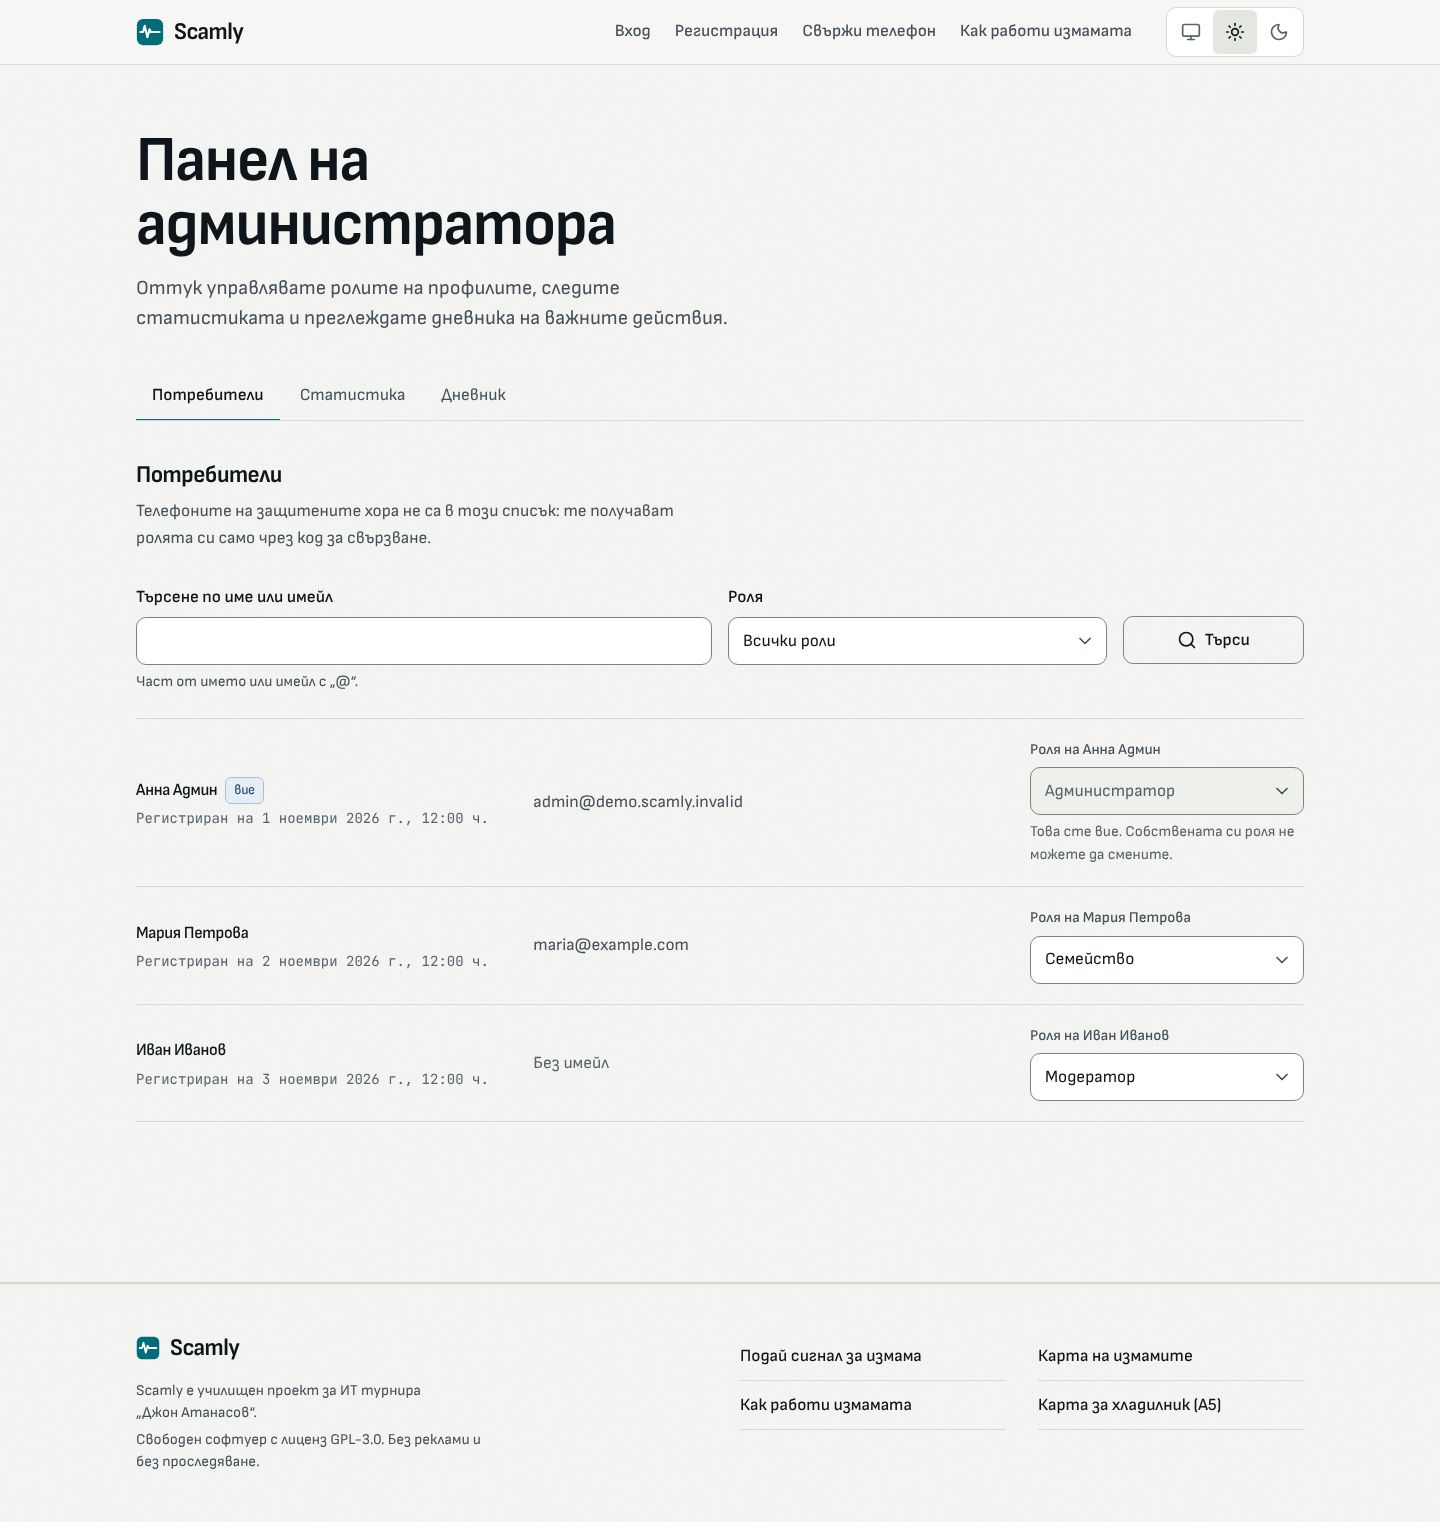 Scamly
Вход
Регистрация
Свържи телефон
Как работи измамата
Панел на
администратора
Оттук управлявате ролите на профилите, следите
статистиката и преглеждате дневника на важните действия.
Потребители
Статистика
Дневник
Потребители
Телефоните на защитените хора не са в този списък: те получават
ролята си само чрез код за свързване.
Търсене по име или имейл
Роля
Всички роли
Търси
Част от името или имейл с „@“.
Анна Админ
вие
Регистриран на 1 ноември 2026 г., 12:00 ч.
admin@demo.scamly.invalid
Роля на Анна Админ
Администратор
Това сте вие. Собствената си роля не
можете да смените.
Мария Петрова
Регистриран на 2 ноември 2026 г., 12:00 ч.
maria@example.com
Роля на Мария Петрова
Семейство
Иван Иванов
Регистриран на 3 ноември 2026 г., 12:00 ч.
Без имейл
Роля на Иван Иванов
Модератор
Scamly
Scamly е училищен проект за ИТ турнира
„Джон Атанасов“.
Свободен софтуер с лиценз GPL-3.0. Без реклами и
без проследяване.
Подай сигнал за измама
Карта на измамите
Как работи измамата
Карта за хладилник (А5)